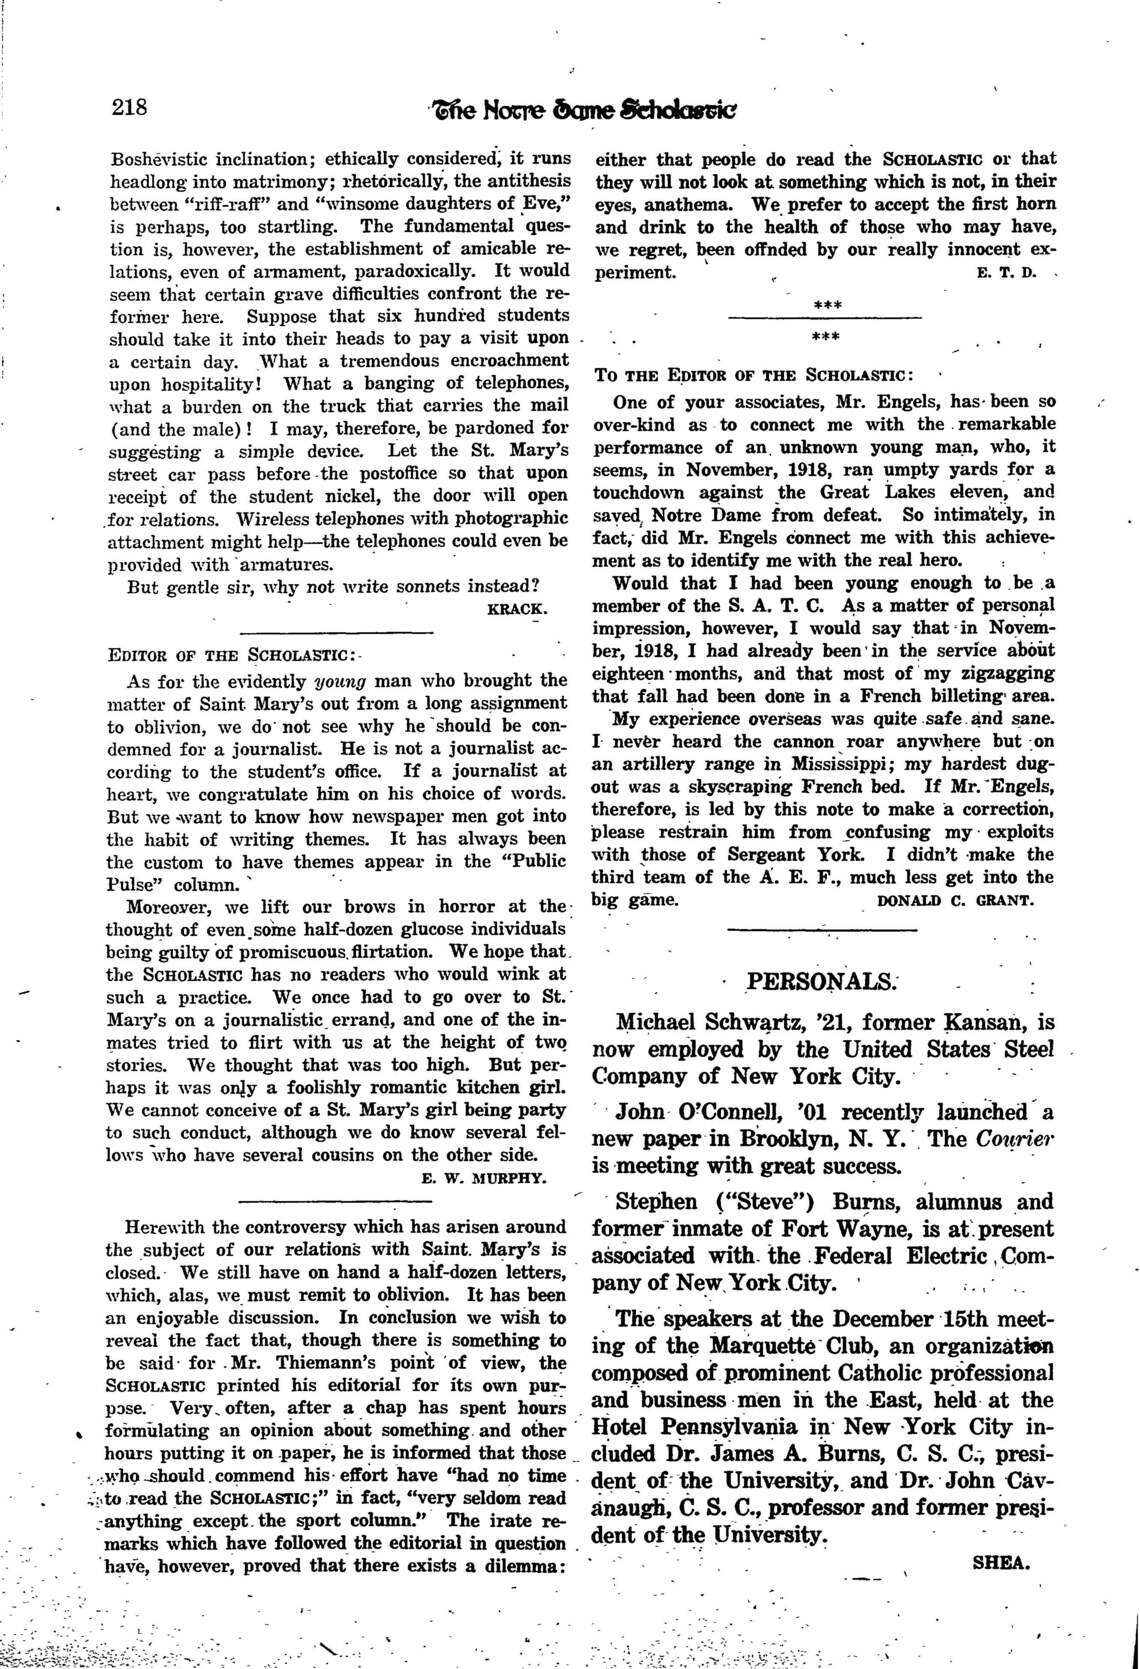 218
The Notre Dame Scholastic
Boshevistic inclination; ethically considered, it runs
headlong into matrimony; rhetorically, the antithesis
between "riff-raff" and "winsome daughters of Eve,"
is perhaps, too startling. The fundamental ques-
tion is, however, the establishment of amicable re-
lations, even of armament, paradoxically. It would
seem that certain grave difficulties confront the re-
former here. Suppose that six hundred students
should take it into their heads to pay a visit upon
a certain day. What a tremendous encroachment
upon hospitality! What a banging of telephones,
what a burden on the truck that carries the mail
(and the male)! I may, therefore, be pardoned for
suggesting a simple device. Let the St. Mary's
street car pass before the postoffice so that upon
receipt of the student nickel, the door will open
for relations. Wireless telephones with photographic
attachment might help—the telephones could even be
provided with armatures.
But gentle sir, why not write sonnets instead?
KRACK.
EDITOR OF THE SCHOLASTIC:
As for the evidently young man who brought the
matter of Saint Mary's out from a long assignment
to oblivion, we do not see why he should be con-
demned for a journalist. He is not a journalist ac-
cording to the student's office. If a journalist at
heart, we congratulate him on his choice of words.
But we want to know how newspaper men got into
the habit of writing themes. It has always been
the custom to have themes appear in the "Public
Pulse" column.
Moreover, we lift our brows in horror at the
thought of even some half-dozen glucose individuals
being guilty of promiscuous flirtation. We hope that
the SCHOLASTIC has no readers who would wink at
such a practice. We once had to go over to St.
Mary's on a journalistic errand, and one of the in-
mates tried to flirt with us at the height of two
stories. We thought that was too high. But per-
haps it was only a foolishly romantic kitchen girl.
We cannot conceive of a St. Mary's girl being party
to such conduct, although we do know several fel-
lows who have several cousins on the other side.
E. W. MURPHY.
Herewith the controversy which has arisen around
the subject of our relations with Saint Mary's is
closed. We still have on hand a half-dozen letters,
which, alas, we must remit to oblivion. It has been
an enjoyable discussion. In conclusion we wish to
reveal the fact that, though there is something to
be said for Mr. Thiemann's point of view, the
SCHOLASTIC printed his editorial for its own pur-
pose. Very often, after a chap has spent hours
formulating an opinion about something and other
hours putting it on paper, he is informed that those
who should commend his effort have "had no time
to read the SCHOLASTIC;" in fact, "very seldom read
anything except the sport column." The irate re-
marks which have followed the editorial in question
have, however, proved that there exists a dilemma:
either that people do read the SCHOLASTIC or that
they will not look at something which is not, in their
eyes, anathema. We prefer to accept the first horn
and drink to the health of those who may have,
we regret, been offnded by our really innocent ex-
periment. E. T. D.
***
***
TO THE EDITOR OF THE SCHOLASTIC:
One of your associates, Mr. Engels, has been so
over-kind as to connect me with the remarkable
performance of an unknown young man, who, it
seems, in November, 1918, ran umpty yards for a
touchdown against the Great Lakes eleven, and
saved Notre Dame from defeat. So intimately, in
fact, did Mr. Engels connect me with this achieve-
ment as to identify me with the real hero.
Would that I had been young enough to be a
member of the S. A. T. C. As a matter of personal
impression, however, I would say that in Novem-
ber, 1918, I had already been in the service about
eighteen months, and that most of my zigzagging
that fall had been done in a French billeting area.
My experience overseas was quite safe and sane.
I never heard the cannon roar anywhere but on
an artillery range in Mississippi; my hardest dug-
out was a skyscraping French bed. If Mr. Engels,
therefore, is led by this note to make a correction,
please restrain him from confusing my exploits
with those of Sergeant York. I didn't make the
third team of the A. E. F., much less get into the
big game. DONALD C. GRANT.
PERSONALS.
Michael Schwartz, '21, former Kansan, is
now employed by the United States Steel
Company of New York City.
John O'Connell, '01 recently launched a
new paper in Brooklyn, N. Y. The Courier
is meeting with great success.
Stephen ("Steve") Burns, alumnus and
former inmate of Fort Wayne, is at present
associated with the Federal Electric Com-
pany of New York City.
The speakers at the December 15th meet-
ing of the Marquette Club, an organization
composed of prominent Catholic professional
and business men in the East, held at the
Hotel Pennsylvania in New York City in-
cluded Dr. James A. Burns, C. S. C., presi-
dent of the University, and Dr. John Cav-
anaugh, C. S. C., professor and former presi-
dent of the University.
SHEA.